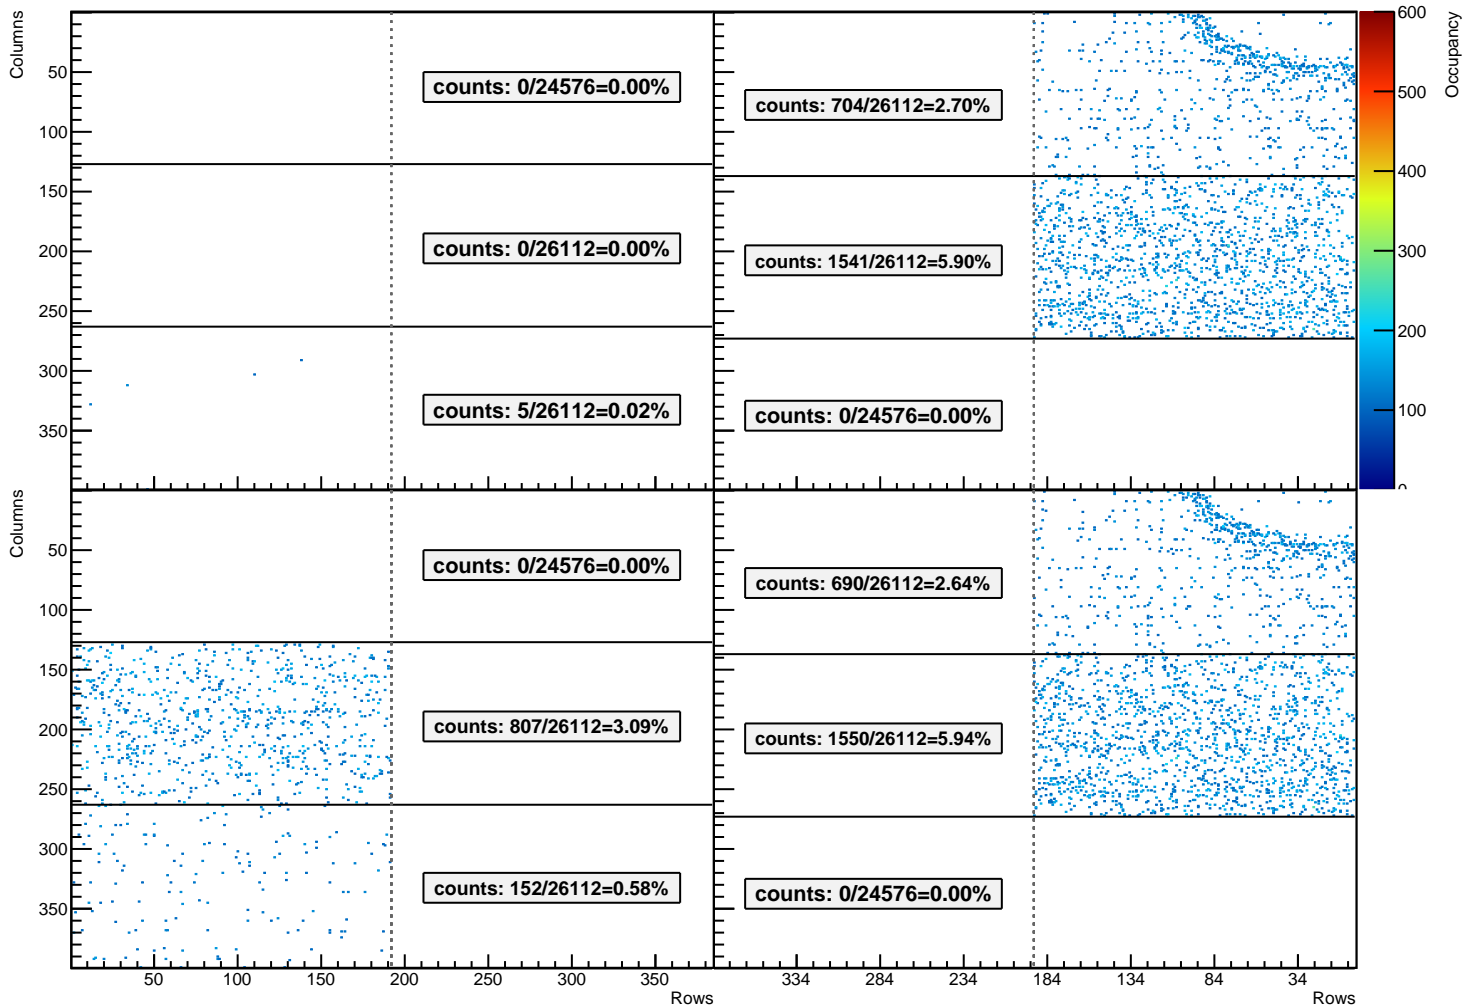 Columns
50
100
150
200
250
300
350
counts: 0/24576=0.00%
counts: 0/26112=0.00%
counts: 5/26112=0.02%
counts: 704/26112=2.70%
counts: 1541/26112=5.90%
counts: 0/24576=0.00%
600
500
400
300
200
100
0
Occupancy
Columns
50
100
150
200
250
300
350
counts: 0/24576=0.00%
counts: 807/26112=3.09%
counts: 152/26112=0.58%
counts: 690/26112=2.64%
counts: 1550/26112=5.94%
counts: 0/24576=0.00%
50 100 150 200 250 300 350
Rows
334 284 234 184 134 84 34
Rows